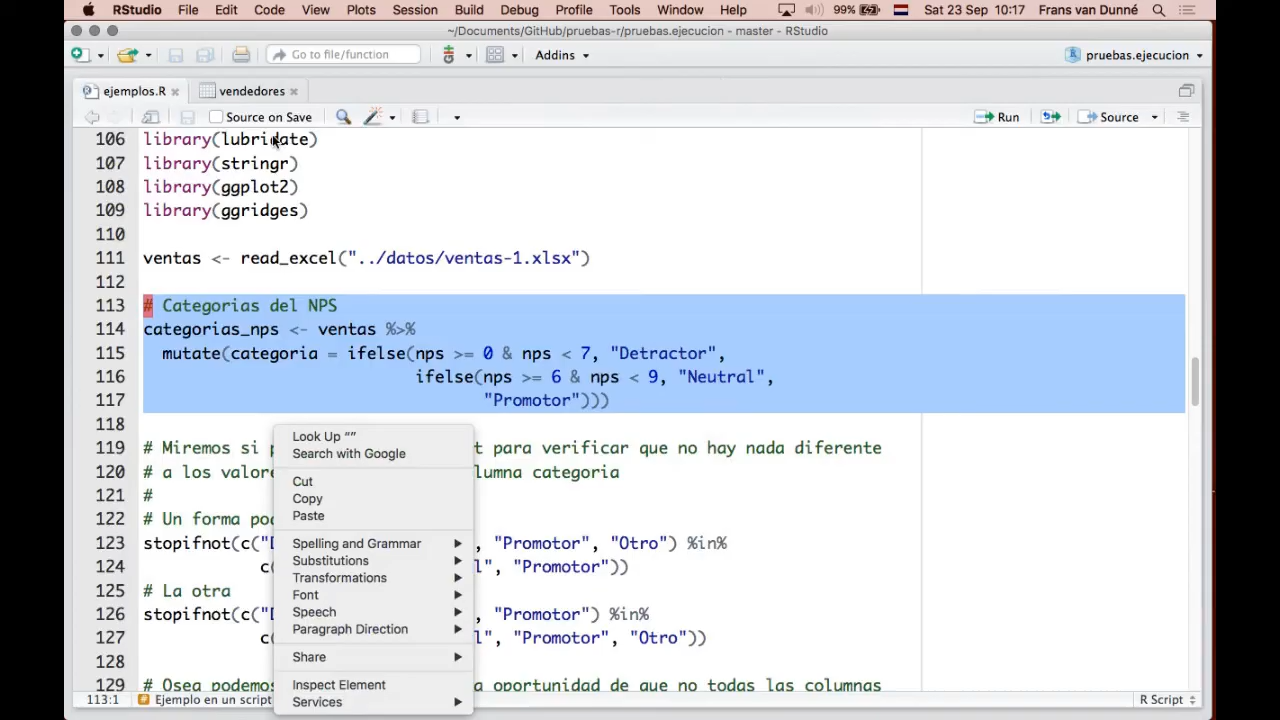 RStudio File Edit Code View Plots Session Build Debug Profile Tools Window Help 99% Sat 23 Sep 10:17 Frans van Dunné
~/Documents/GitHub/pruebas-r/pruebas.ejecucion - master - RStudio
Go to file/function Addins pruebas.ejecucion
ejemplos.R vendedores
Source on Save Run Source
106 library(lubridate)
107 library(stringr)
108 library(ggplot2)
109 library(ggridges)
110
111 ventas <- read_excel("../datos/ventas-1.xlsx")
112
113 # Categorias del NPS
114 categorias_nps <- ventas %>%
115 mutate(categoria = ifelse(nps >= 0 & nps < 7, "Detractor",
116 ifelse(nps >= 6 & nps < 9, "Neutral",
117 "Promotor")))
118
119 # Miremos si p t para verificar que no hay nada diferente
120 # a los valore lumna categoria
121 #
122 # Un forma po
123 stopifnot(c("D , "Promotor", "Otro") %in%
124 c( l", "Promotor"))
125 # La otra
126 stopifnot(c("D , "Promotor") %in%
127 c( l", "Promotor", "Otro"))
128
129 # Osea podemos a oportunidad de que no todas las columnas
Look Up “”
Search with Google
Cut
Copy
Paste
Spelling and Grammar
Substitutions
Transformations
Font
Speech
Paragraph Direction
Share
Inspect Element
Services
113:1 Ejemplo en un script R Script